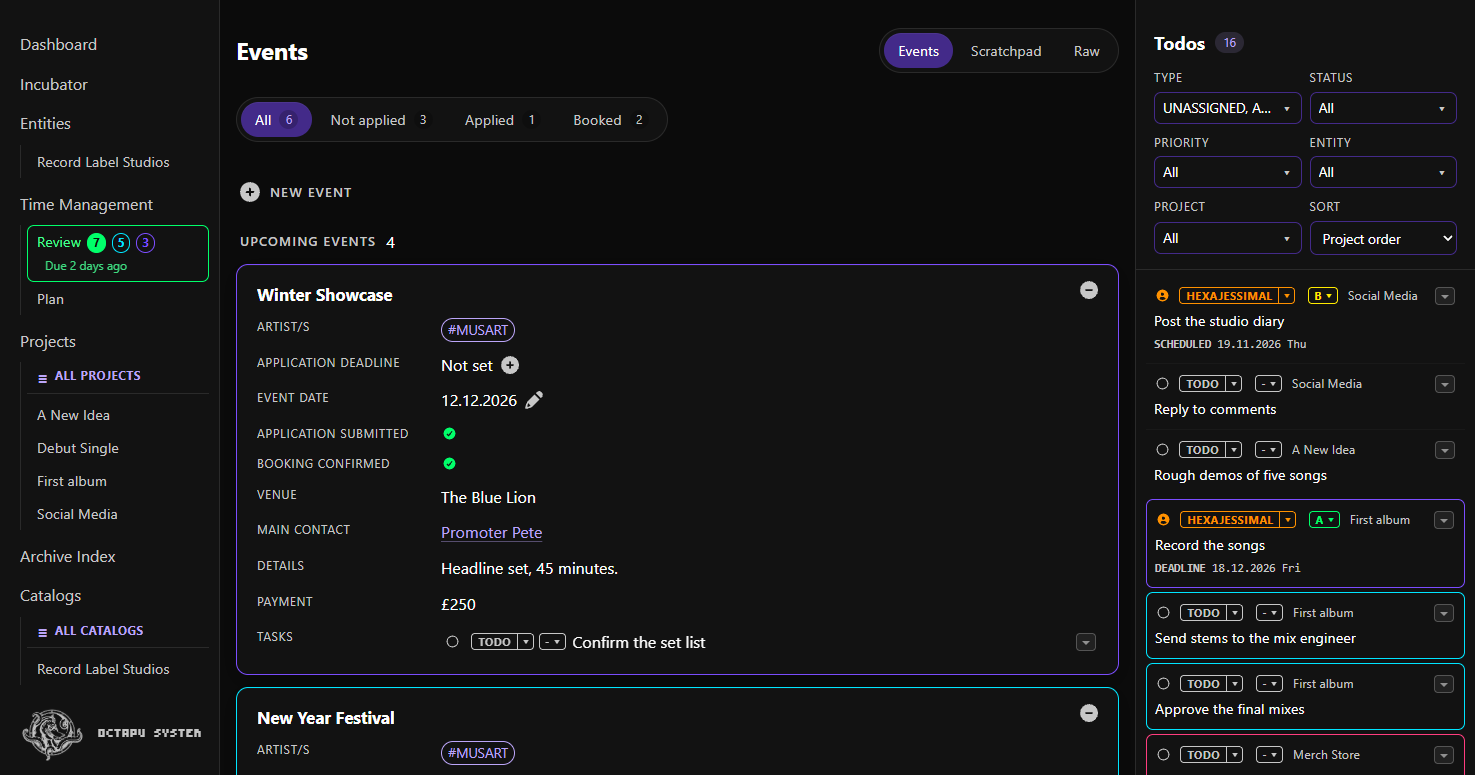 Dashboard
Incubator
Entities
Record Label Studios
Time Management
Review 7 5 3
Due 2 days ago
Plan
Projects
ALL PROJECTS
A New Idea
Debut Single
First album
Social Media
Archive Index
Catalogs
ALL CATALOGS
Record Label Studios
OCTAPU SYSTEM
Events
Events Scratchpad Raw
All 6 Not applied 3 Applied 1 Booked 2
NEW EVENT
UPCOMING EVENTS 4
Winter Showcase
ARTIST/S #MUSART
APPLICATION DEADLINE Not set
EVENT DATE 12.12.2026
APPLICATION SUBMITTED
BOOKING CONFIRMED
VENUE The Blue Lion
MAIN CONTACT Promoter Pete
DETAILS Headline set, 45 minutes.
PAYMENT £250
TASKS TODO - Confirm the set list
New Year Festival
ARTIST/S #MUSART
Todos 16
TYPE STATUS
UNASSIGNED, A... All
PRIORITY ENTITY
All All
PROJECT SORT
All Project order
HEXAJESSIMAL B Social Media
Post the studio diary
SCHEDULED 19.11.2026 Thu
TODO - Social Media
Reply to comments
TODO - A New Idea
Rough demos of five songs
HEXAJESSIMAL A First album
Record the songs
DEADLINE 18.12.2026 Fri
TODO - First album
Send stems to the mix engineer
TODO - First album
Approve the final mixes
TODO - Merch Store